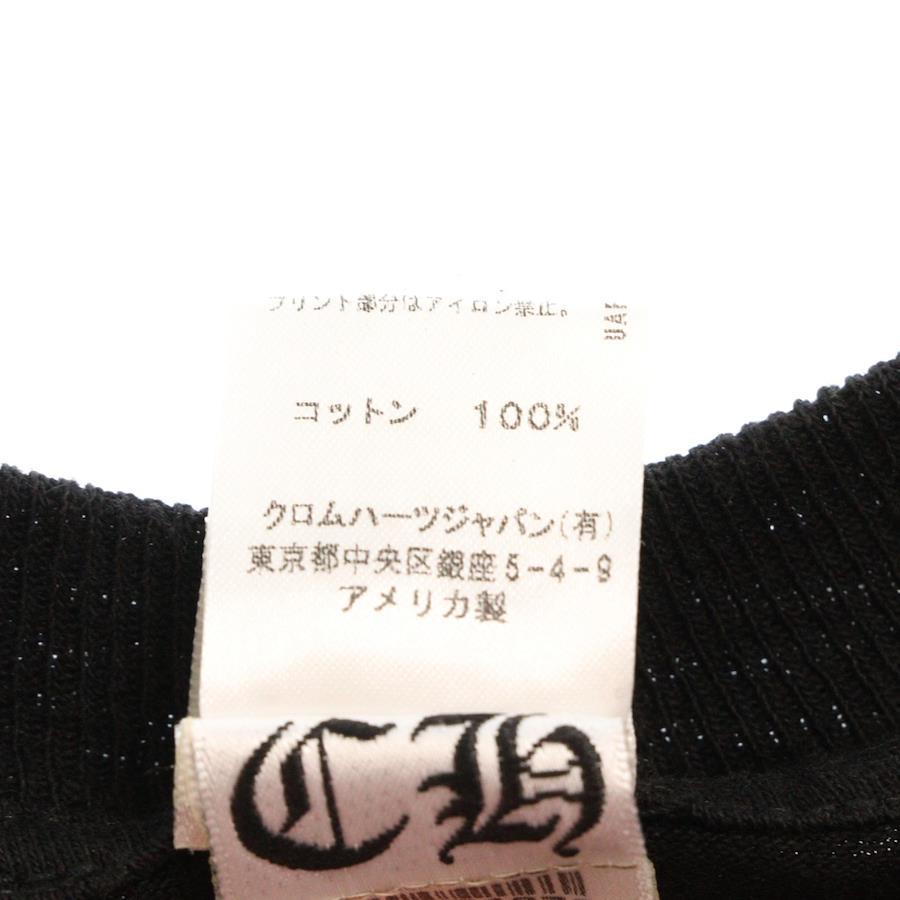 プリント部分はアイロン禁止。
コットン 100%
クロムハーツジャパン(有)
東京都中央区銀座5-4-9
アメリカ製
CH